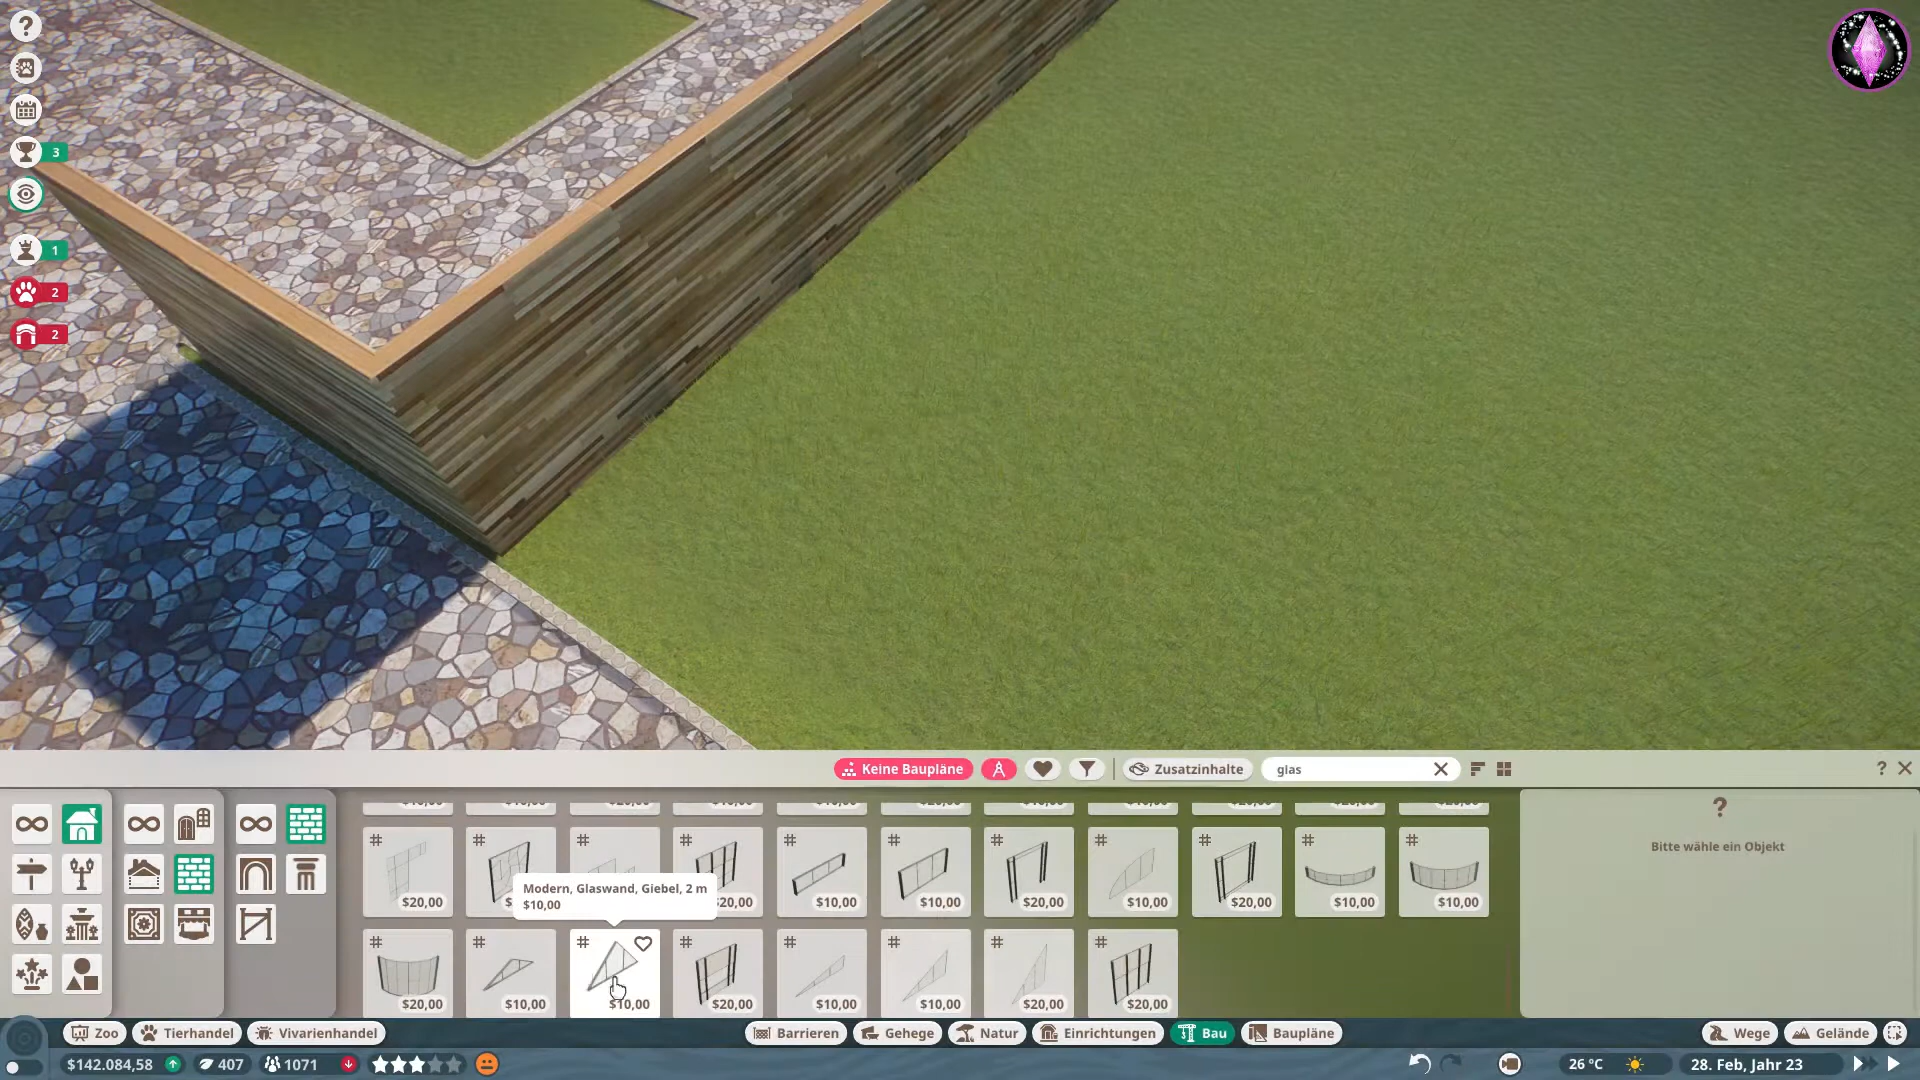 ?
3
1
2
2
Keine Baupläne
Zusatzinhalte
glas
?
?
Bitte wähle ein Objekt
$20,00
$20,00
$10,00
$10,00
$20,00
$10,00
$20,00
$10,00
$10,00
Modern, Glaswand, Giebel, 2 m
$10,00
$20,00
$10,00
$10,00
$20,00
$10,00
$10,00
$20,00
$20,00
Zoo
Tierhandel
Vivarienhandel
Barrieren
Gehege
Natur
Einrichtungen
Bau
Baupläne
Wege
Gelände
$142.084,58
407
1071
26 °C
28. Feb, Jahr 23